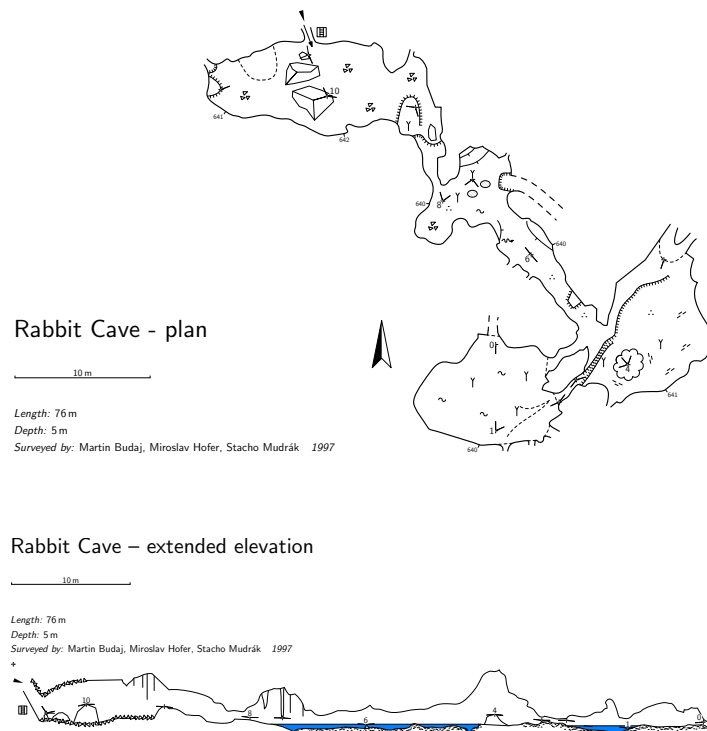 10
641
642
8
640
640
6
Rabbit Cave - plan
0
4
10 m
641
Length: 76 m
Depth: 5 m
1
Surveyed by: Martin Budaj, Miroslav Hofer, Stacho Mudrák 1997
640
Rabbit Cave – extended elevation
10 m
Length: 76 m
Depth: 5 m
Surveyed by: Martin Budaj, Miroslav Hofer, Stacho Mudrák 1997
10
8
6
4
1
0